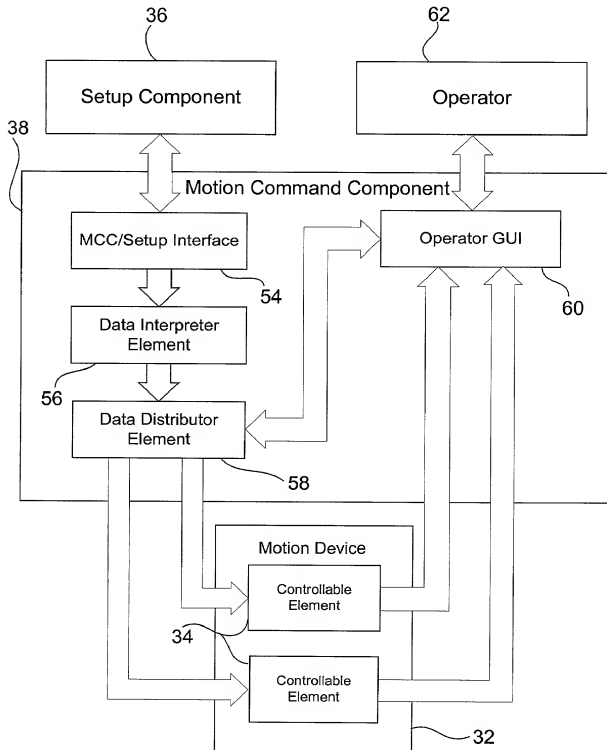 36
62
Setup Component
Operator
38
Motion Command Component
MCC/Setup Interface
Operator GUI
54
60
Data Interpreter
Element
56
Data Distributor
Element
58
Motion Device
Controllable
Element
34
Controllable
Element
32